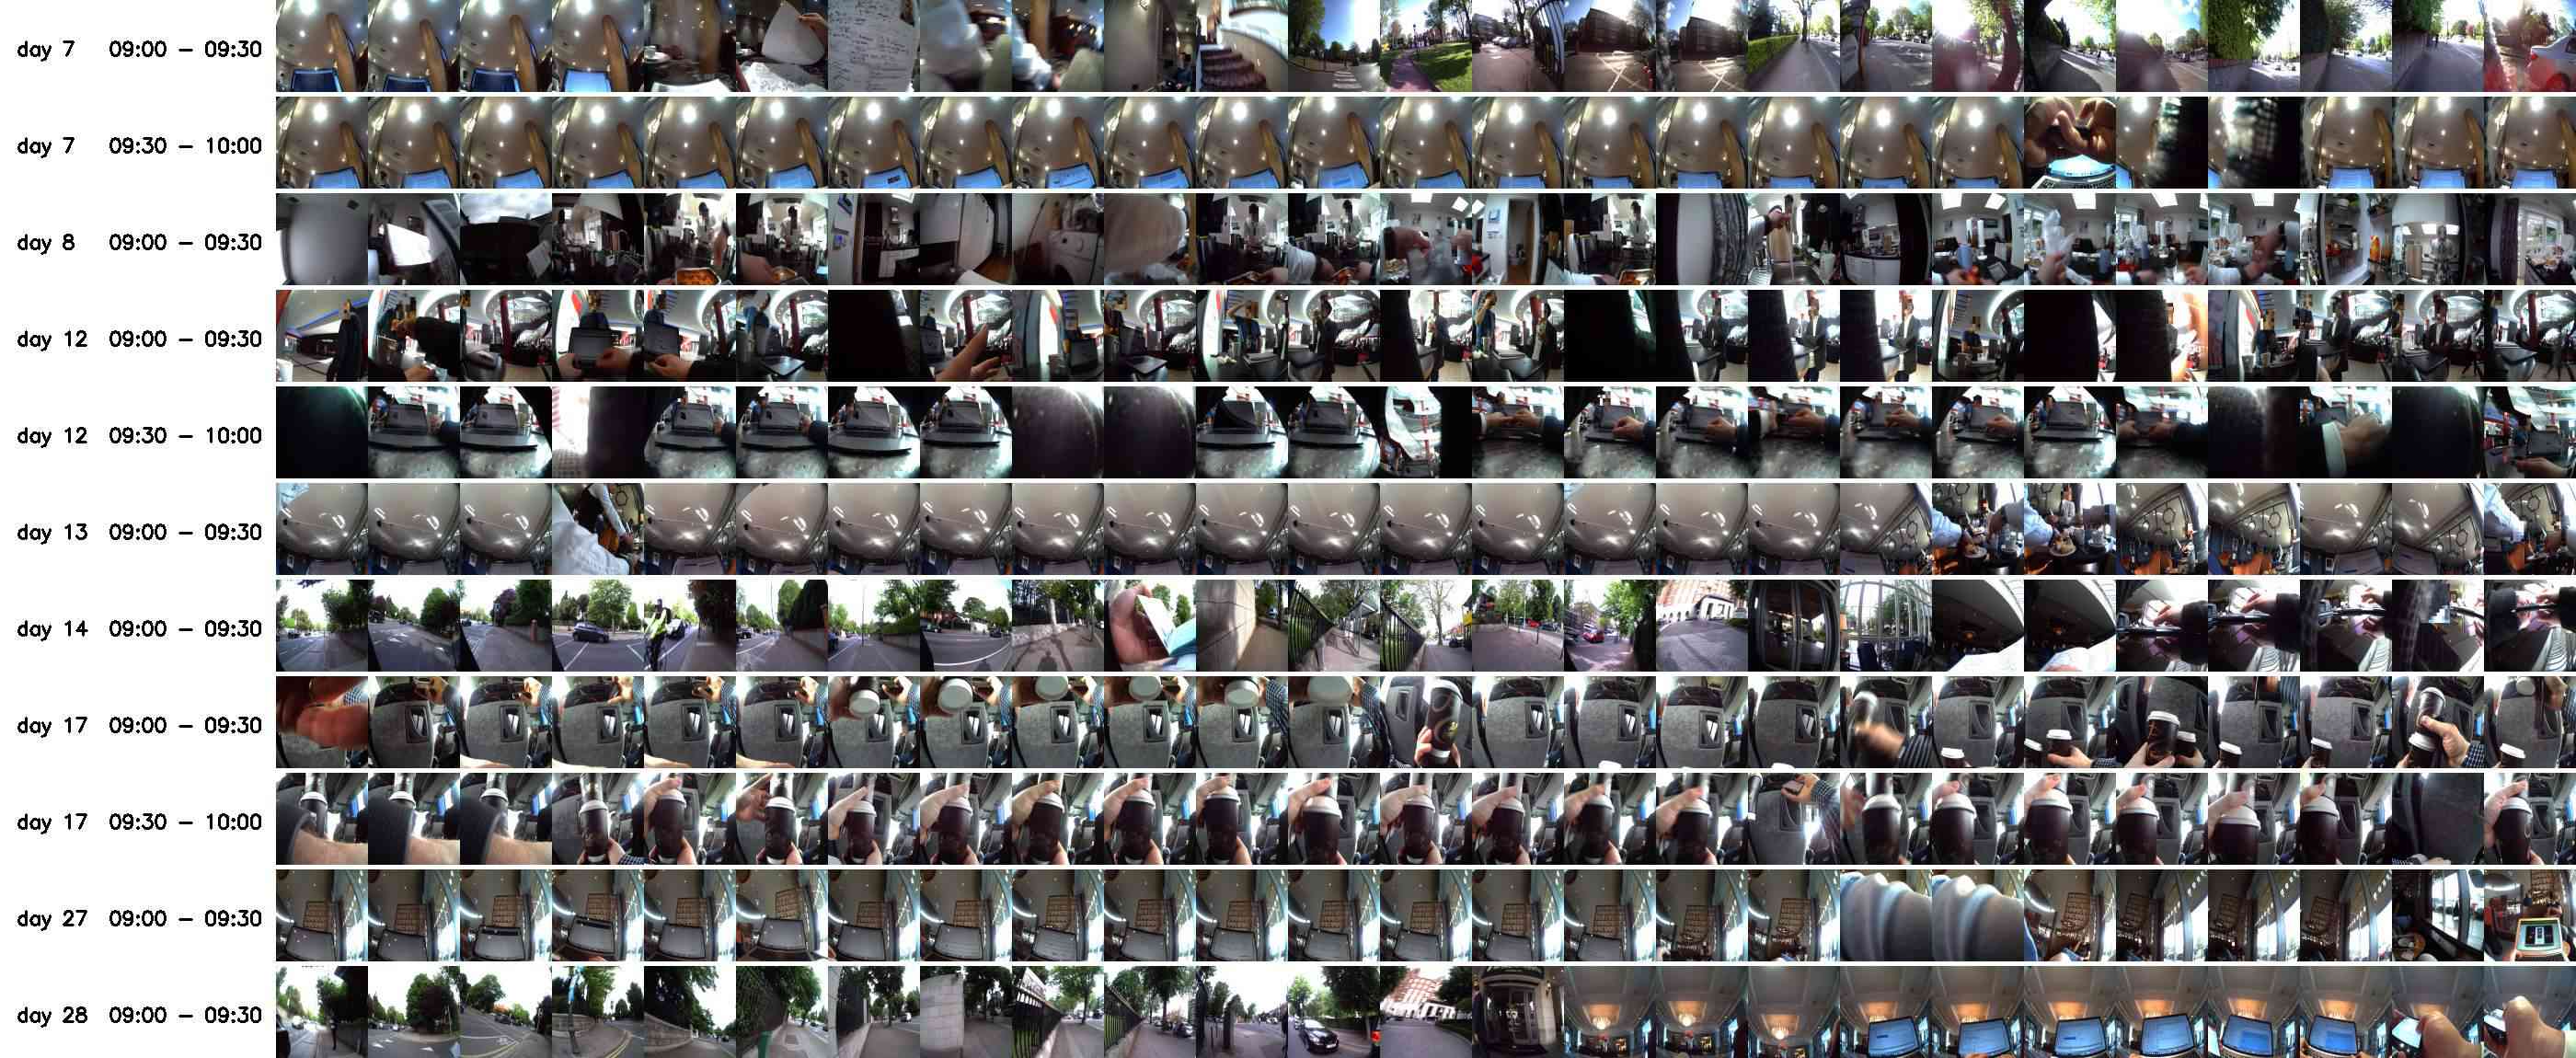 day 7 09:00 – 09:30
day 7 09:30 – 10:00
day 8 09:00 – 09:30
day 12 09:00 – 09:30
day 12 09:30 – 10:00
day 13 09:00 – 09:30
day 14 09:00 – 09:30
day 17 09:00 – 09:30
day 17 09:30 – 10:00
day 27 09:00 – 09:30
day 28 09:00 – 09:30